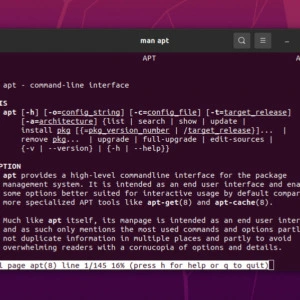 man apt
APT
apt - command-line interface
IS
apt [-h] [-o=config_string] [-c=config_file] [-t=target_release]
[-a=architecture] {list | search | show | update |
install pkg [{=pkg_version_number | /target_release}]... |
remove pkg... | upgrade | full-upgrade | edit-sources |
{-v | --version} | {-h | --help}}
PTION
apt provides a high-level commandline interface for the package
management system. It is intended as an end user interface and ena
some options better suited for interactive usage by default compar
more specialized APT tools like apt-get(8) and apt-cache(8).
Much like apt itself, its manpage is intended as an end user inter
and as such only mentions the most used commands and options partl
not duplicate information in multiple places and partly to avoid
overwhelming readers with a cornucopia of options and details.
l page apt(8) line 1/145 16% (press h for help or q to quit)